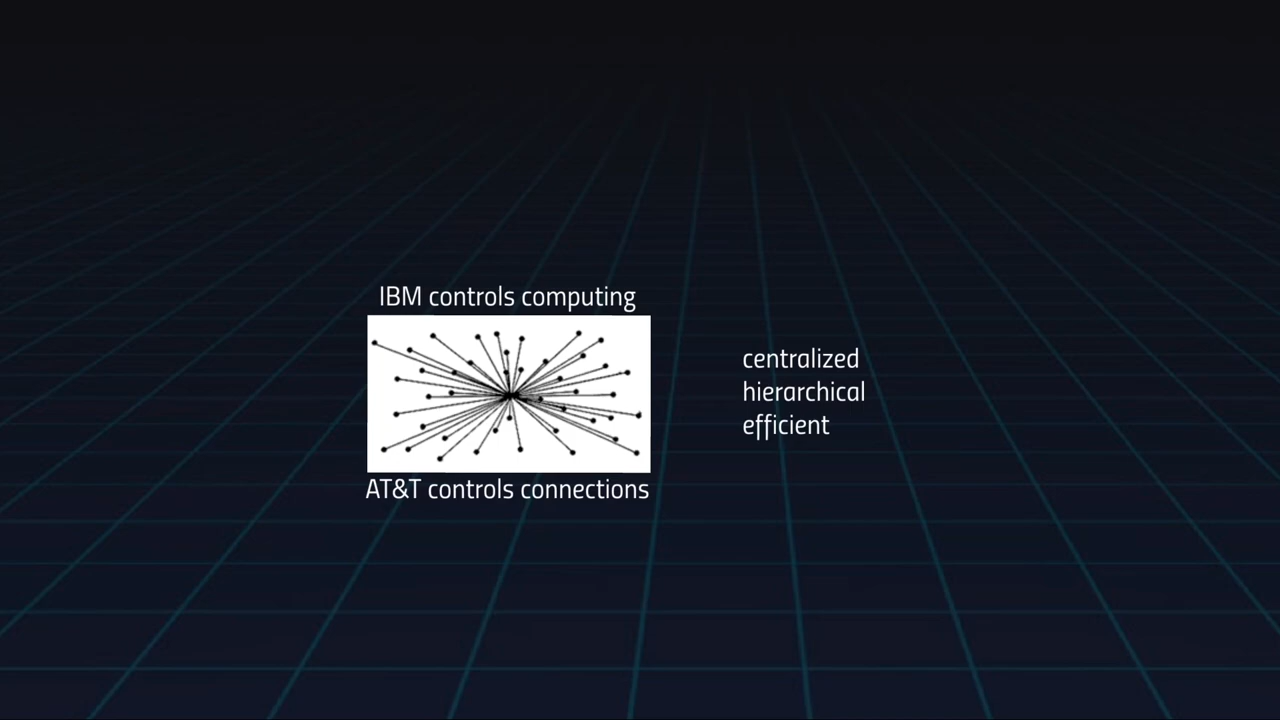 IBM controls computing
AT&T controls connections
centralized
hierarchical
efficient